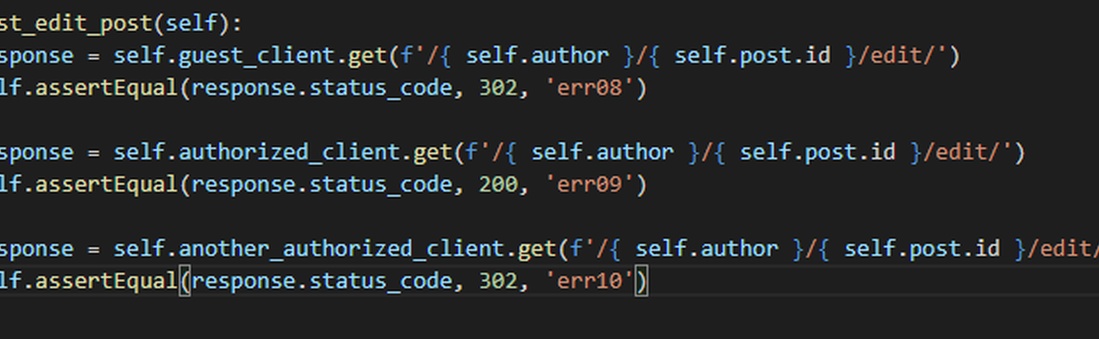 st_edit_post(self):
sponse = self.guest_client.get(f'/{ self.author }/{ self.post.id }/edit/')
lf.assertEqual(response.status_code, 302, 'err08')
sponse = self.authorized_client.get(f'/{ self.author }/{ self.post.id }/edit/')
lf.assertEqual(response.status_code, 200, 'err09')
sponse = self.another_authorized_client.get(f'/{ self.author }/{ self.post.id }/edit/
lf.assertEqual(response.status_code, 302, 'err10')